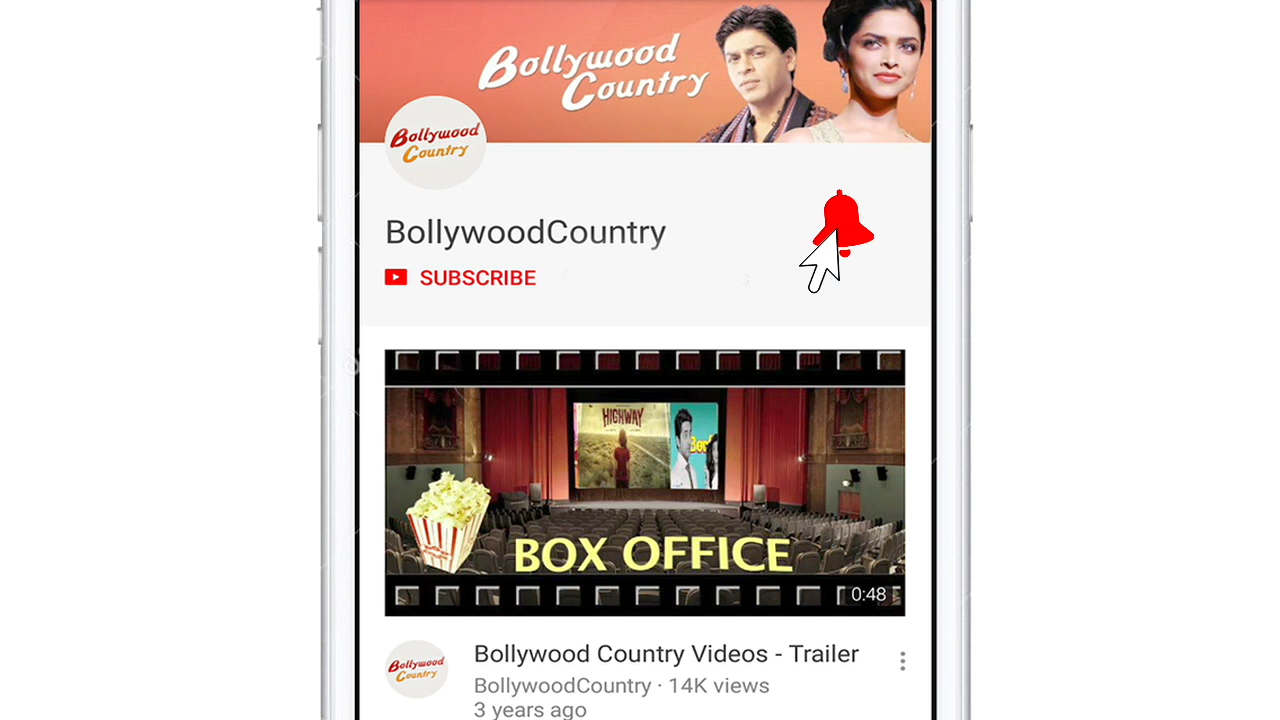 Bollywood
Country
Bollywood
Country
BollywoodCountry
SUBSCRIBE
HIGHWAY
BOX OFFICE
0:48
Bollywood Country Videos - Trailer
Bollywood
Country
BollywoodCountry · 14K views
3 years ago